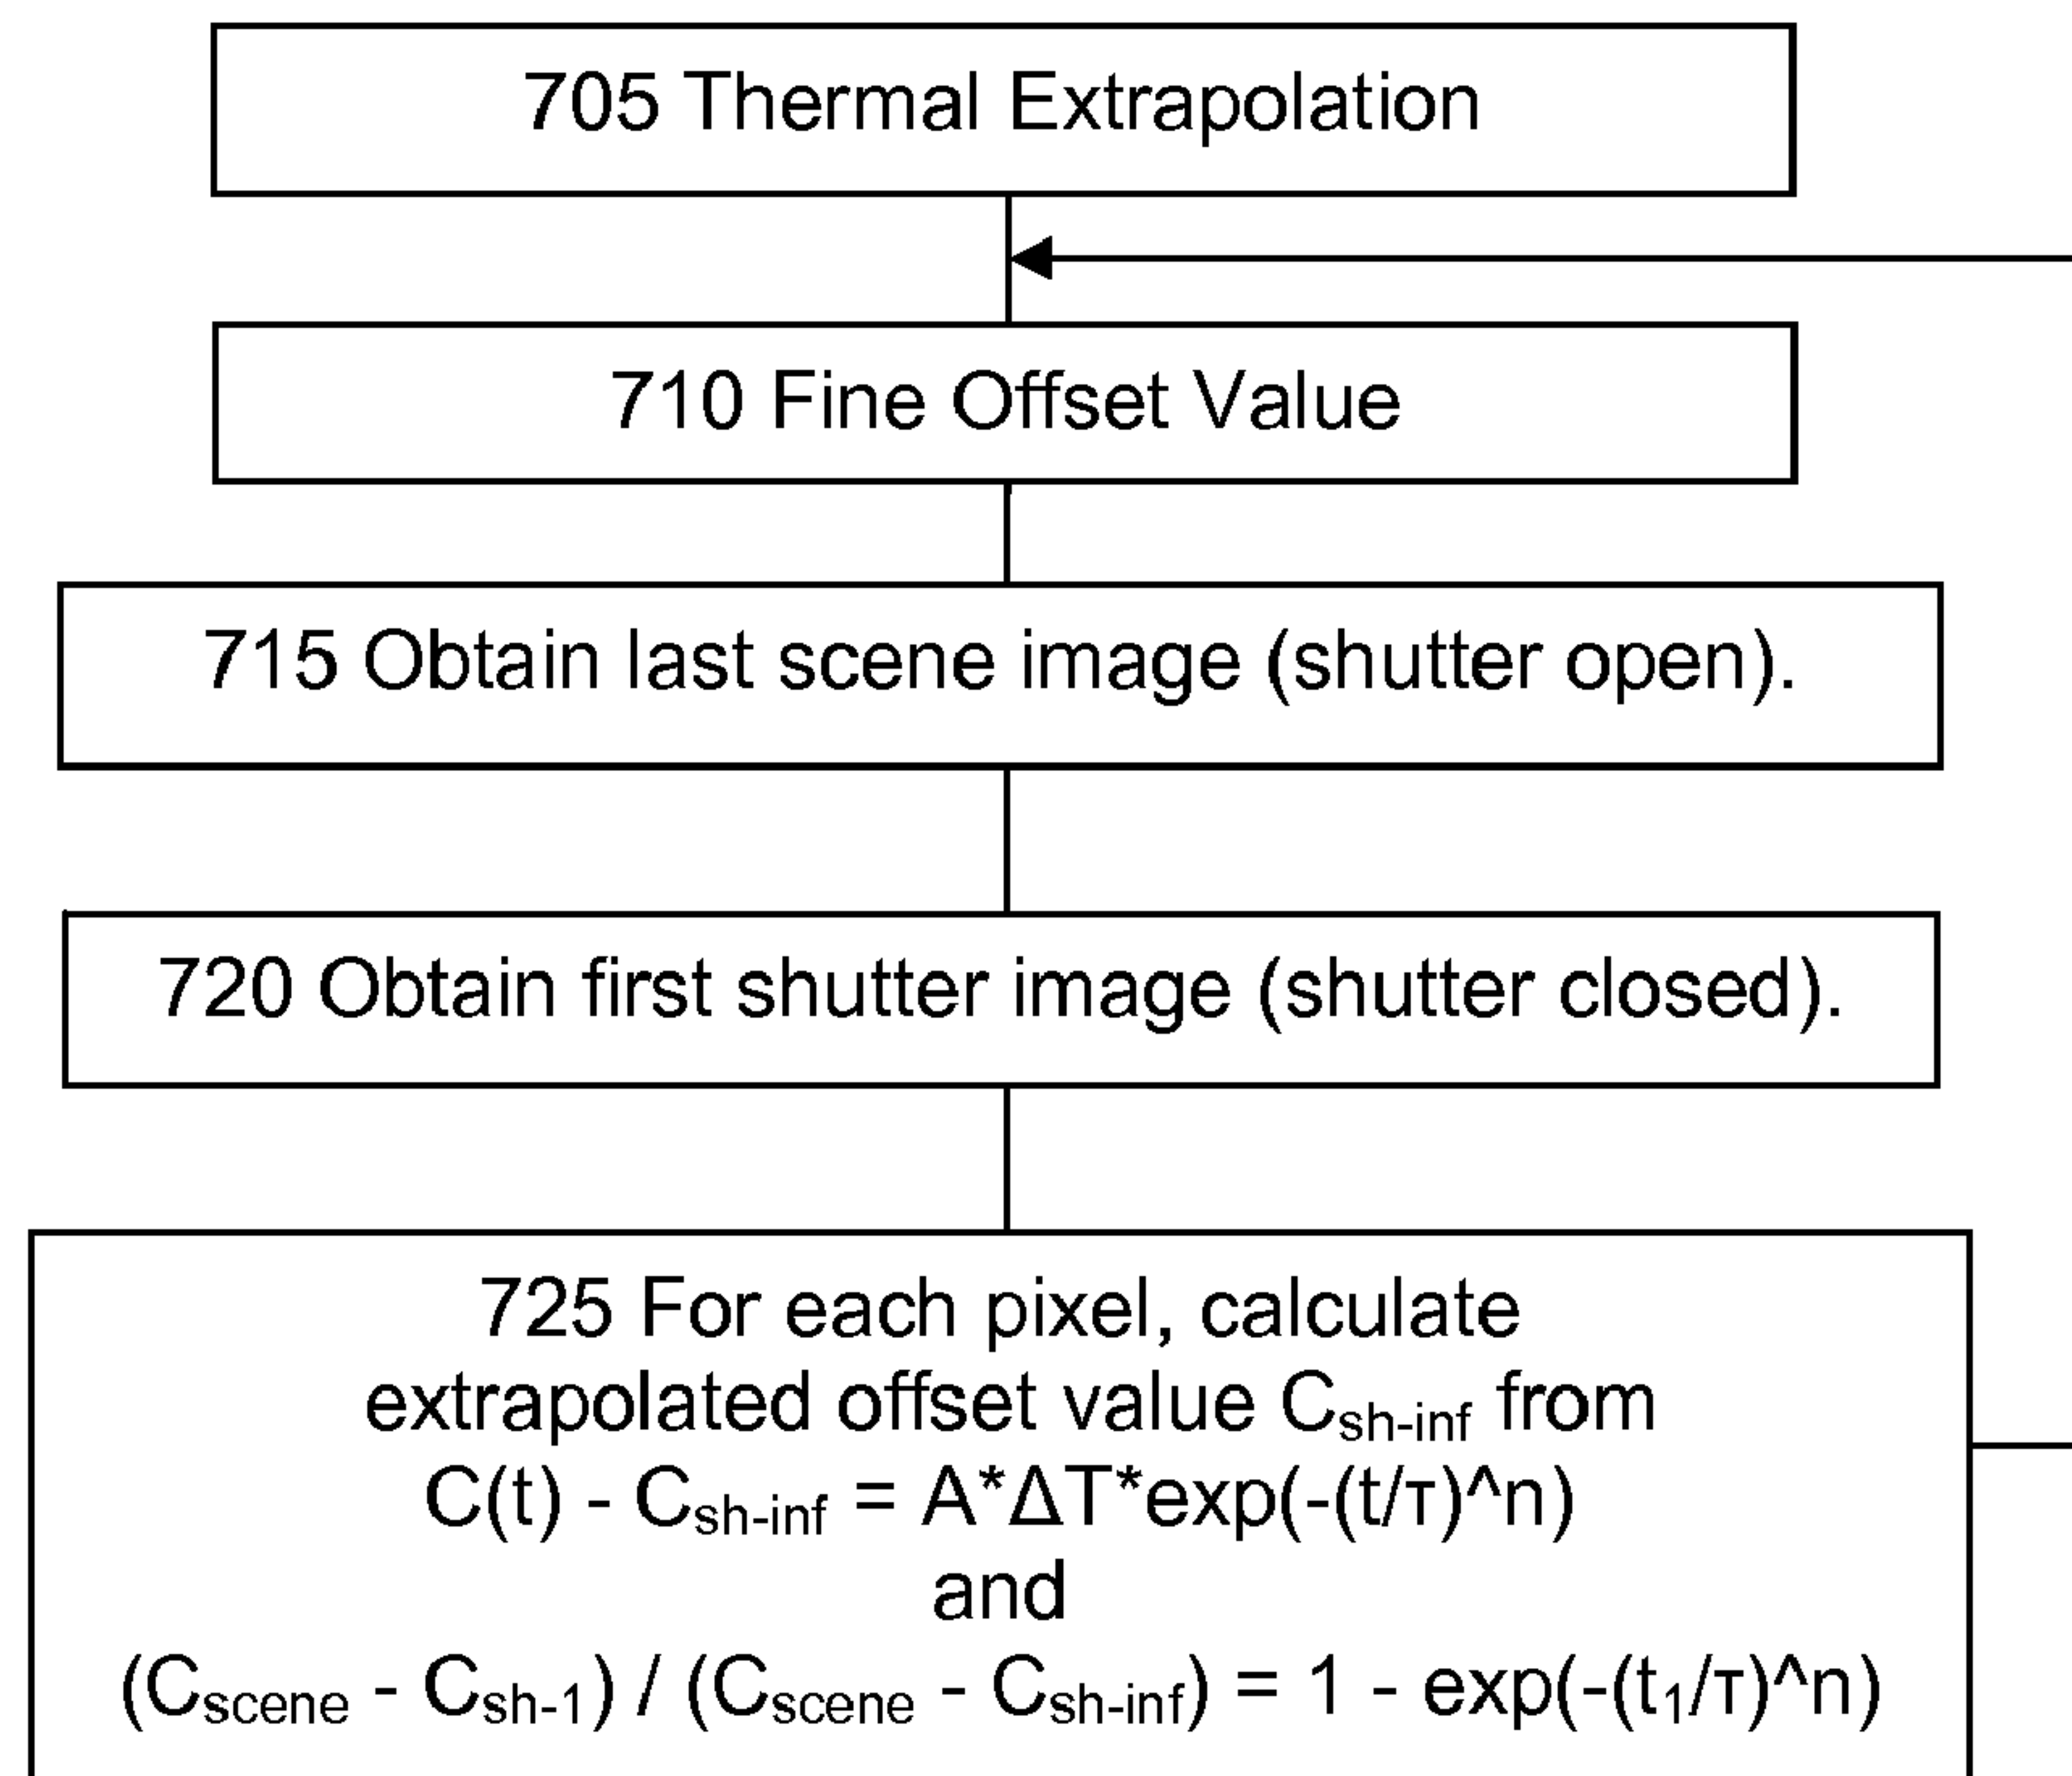 705 Thermal Extrapolation
710 Fine Offset Value
715 Obtain last scene image (shutter open).
720 Obtain first shutter image (shutter closed).
725 For each pixel, calculate
extrapolated offset value Csh-inf from
C(t) - Csh-inf = A*ΔT*exp(-(t/τ)^n)
and
(Cscene - Csh-1) / (Cscene - Csh-inf) = 1 - exp(-(t1/τ)^n)